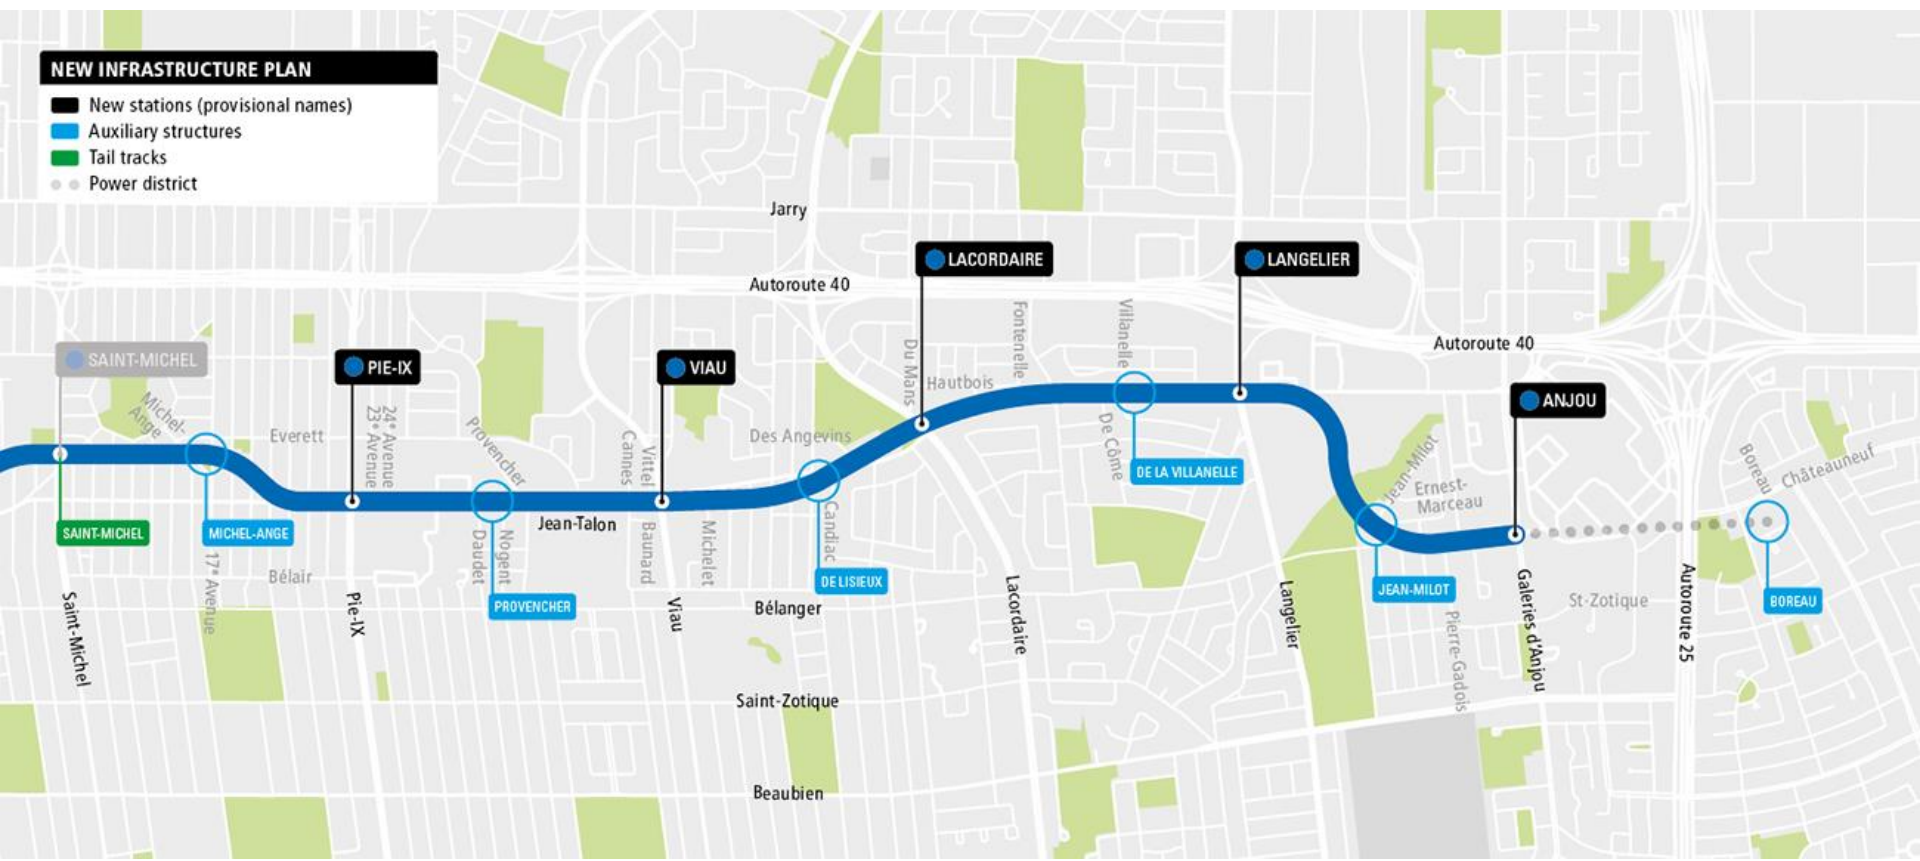 NEW INFRASTRUCTURE PLAN
New stations (provisional names)
Auxiliary structures
Tail tracks
Power district
Jarry
LACORDAIRE
LANGELIER
Autoroute 40
Autoroute 40
SAINT-MICHEL
PIE-IX
VIAU
ANJOU
Du Mans
Hautbois
Fontenelle
Villanelle
De Côme
Michel-
Ange
Everett
23e Avenue
24e Avenue
Provencher
Cannes
Vittel
Des Angevins
DE LA VILLANELLE
Jean-Milot
Ernest-
Marceau
Boreau
Châteauneuf
SAINT-MICHEL
MICHEL-ANGE
17e Avenue
Bélair
Daudet
Nogent
Jean-Talon
Baunard
Michelet
Candiac
DE LISIEUX
PROVENCHER
JEAN-MILOT
BOREAU
Saint-Michel
Pie-IX
Viau
Bélanger
Lacordaire
Langelier
Pierre-Gadois
Galeries d'Anjou
St-Zotique
Autoroute 25
Saint-Zotique
Beaubien